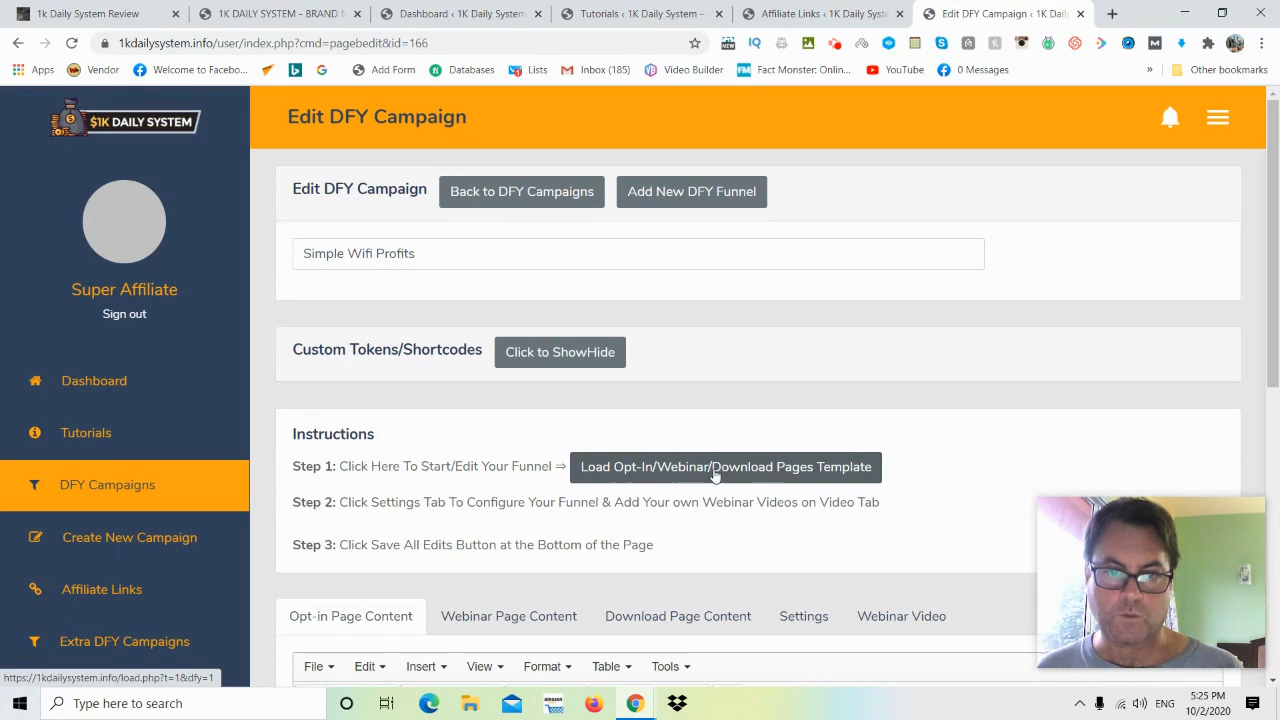 1k Daily System Review
1K DAILY SYSTEM - BRAND N
Dashboard ‹ 1K Daily System
Tutorials ‹ 1K Daily System –
Affiliate Links ‹ 1K Daily Syste
Edit DFY Campaign ‹ 1K Daily
1kdailysystem.info/user/index.php?cmd=pagebedit&id=166
Apps
Vendor
Welcome to Facebo...
Add Form
Databases
Lists
Inbox (185)
Video Builder
Fact Monster: Onlin...
YouTube
0 Messages
»
Other bookmarks
$1K DAILY SYSTEM
Edit DFY Campaign
Edit DFY Campaign
Back to DFY Campaigns
Add New DFY Funnel
Simple Wifi Profits
Super Affiliate
Sign out
Custom Tokens/Shortcodes
Click to ShowHide
Dashboard
Tutorials
DFY Campaigns
Create New Campaign
Affiliate Links
Extra DFY Campaigns
Instructions
Step 1: Click Here To Start/Edit Your Funnel ⇒ Load Opt-In/Webinar/Download Pages Template
Step 2: Click Settings Tab To Configure Your Funnel & Add Your own Webinar Videos on Video Tab
Step 3: Click Save All Edits Button at the Bottom of the Page
Opt-in Page Content
Webinar Page Content
Download Page Content
Settings
Webinar Video
File
Edit
Insert
View
Format
Table
Tools
https://1kdailysystem.info/load.php?t=1&dfy=1
Type here to search
amazon
ENG
5:25 PM
10/2/2020